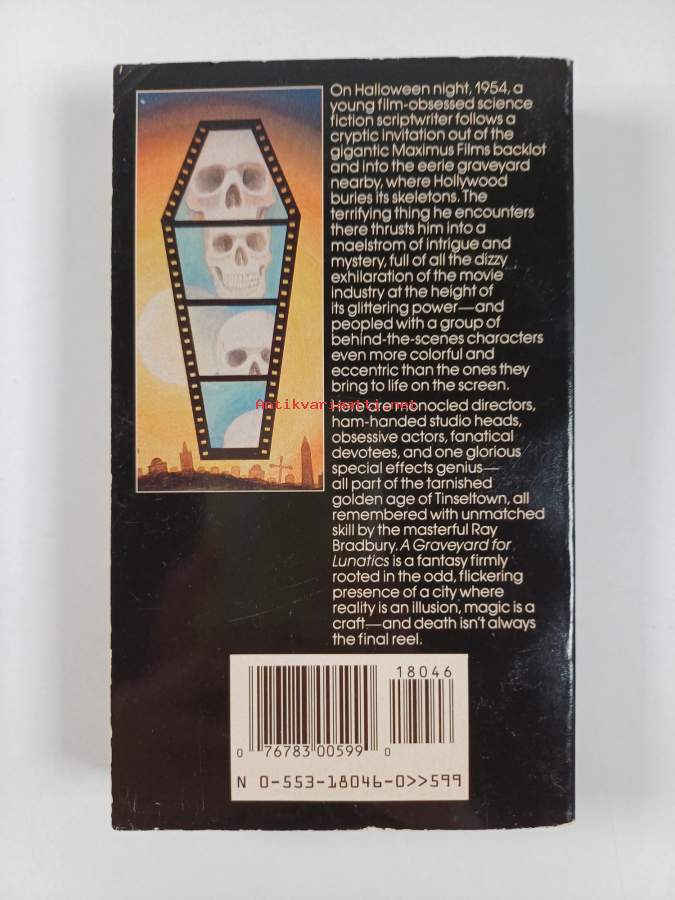 On Halloween night, 1954, a
young film-obsessed science
fiction scriptwriter follows a
cryptic invitation out of the
gigantic Maximus Films backlot
and into the eerie graveyard
nearby, where Hollywood
buries its skeletons. The
terrifying thing he encounters
there thrusts him into a
maelstrom of intrigue and
mystery, full of all the dizzy
exhilaration of the movie
industry at the height of
its glittering power—and
peopled with a group of
behind-the-scenes characters
even more colorful and
eccentric than the ones they
bring to life on the screen.
Antikvariaatti.net
Here are monocled directors,
ham-handed studio heads,
obsessive actors, fanatical
devotees, and one glorious
special effects genius—
all part of the tarnished
golden age of Tinseltown, all
remembered with unmatched
skill by the masterful Ray
Bradbury. A Graveyard for
Lunatics is a fantasy firmly
rooted in the odd, flickering
presence of a city where
reality is an illusion, magic is a
craft—and death isn't always
the final reel.
18046
0 76783 00599 0
N 0-553-18046-0>>599